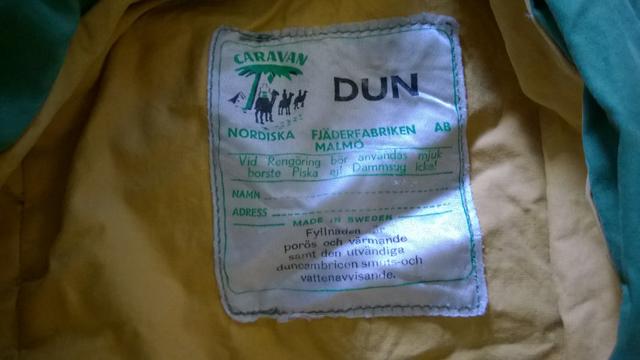 CARAVAN
DUN
NORDISKA FJÄDERFABRIKEN AB
MALMÖ
Vid Rengöring bör användas mjuk
borste Piska ej! Dammsug icke!
NAMN
ADRESS
MADE IN SWEDEN
Fyllnaden är
porös och värmande
samt den utvändiga
duncambricen smuts-och
vattenavvisande.